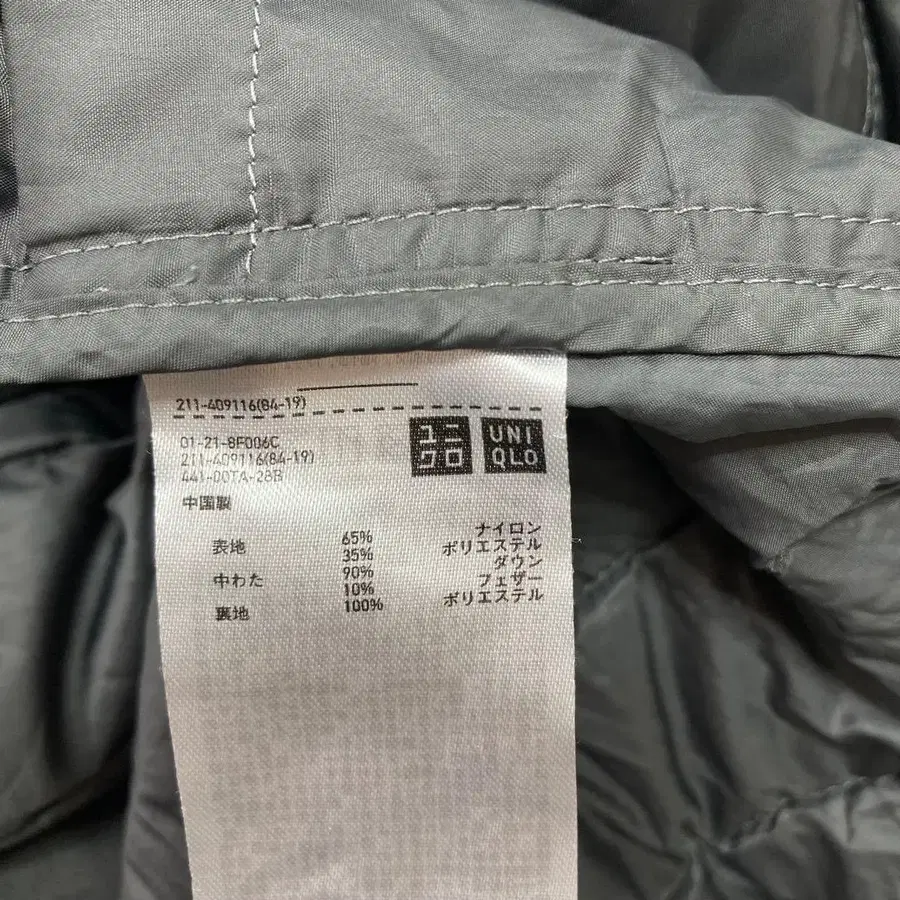 211-409116(84-19)
01-21-8F006C
211-409116(84-19)
441-00TA-28B
中国製
ユニ
クロ
UNI
QLO
表地 65% ナイロン
35% ポリエステル
中わた 90% ダウン
10% フェザー
裏地 100% ポリエステル